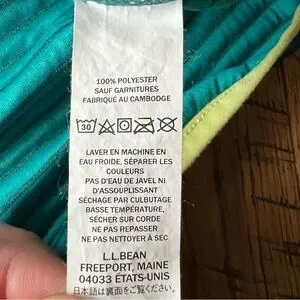 100% POLYESTER
SAUF GARNITURES
FABRIQUÉ AU CAMBODGE
30
LAVER EN MACHINE EN
EAU FROIDE, SÉPARER LES
COULEURS
PAS D'EAU DE JAVEL NI
D'ASSOUPLISSANT
SÉCHAGE PAR CULBUTAGE
BASSE TEMPÉRATURE,
SÉCHER SUR CORDE
NE PAS REPASSER
NE PAS NETTOYER À SEC
L.L.BEAN
FREEPORT, MAINE
04033 ÉTATS-UNIS
日本語は裏面をご覧ください